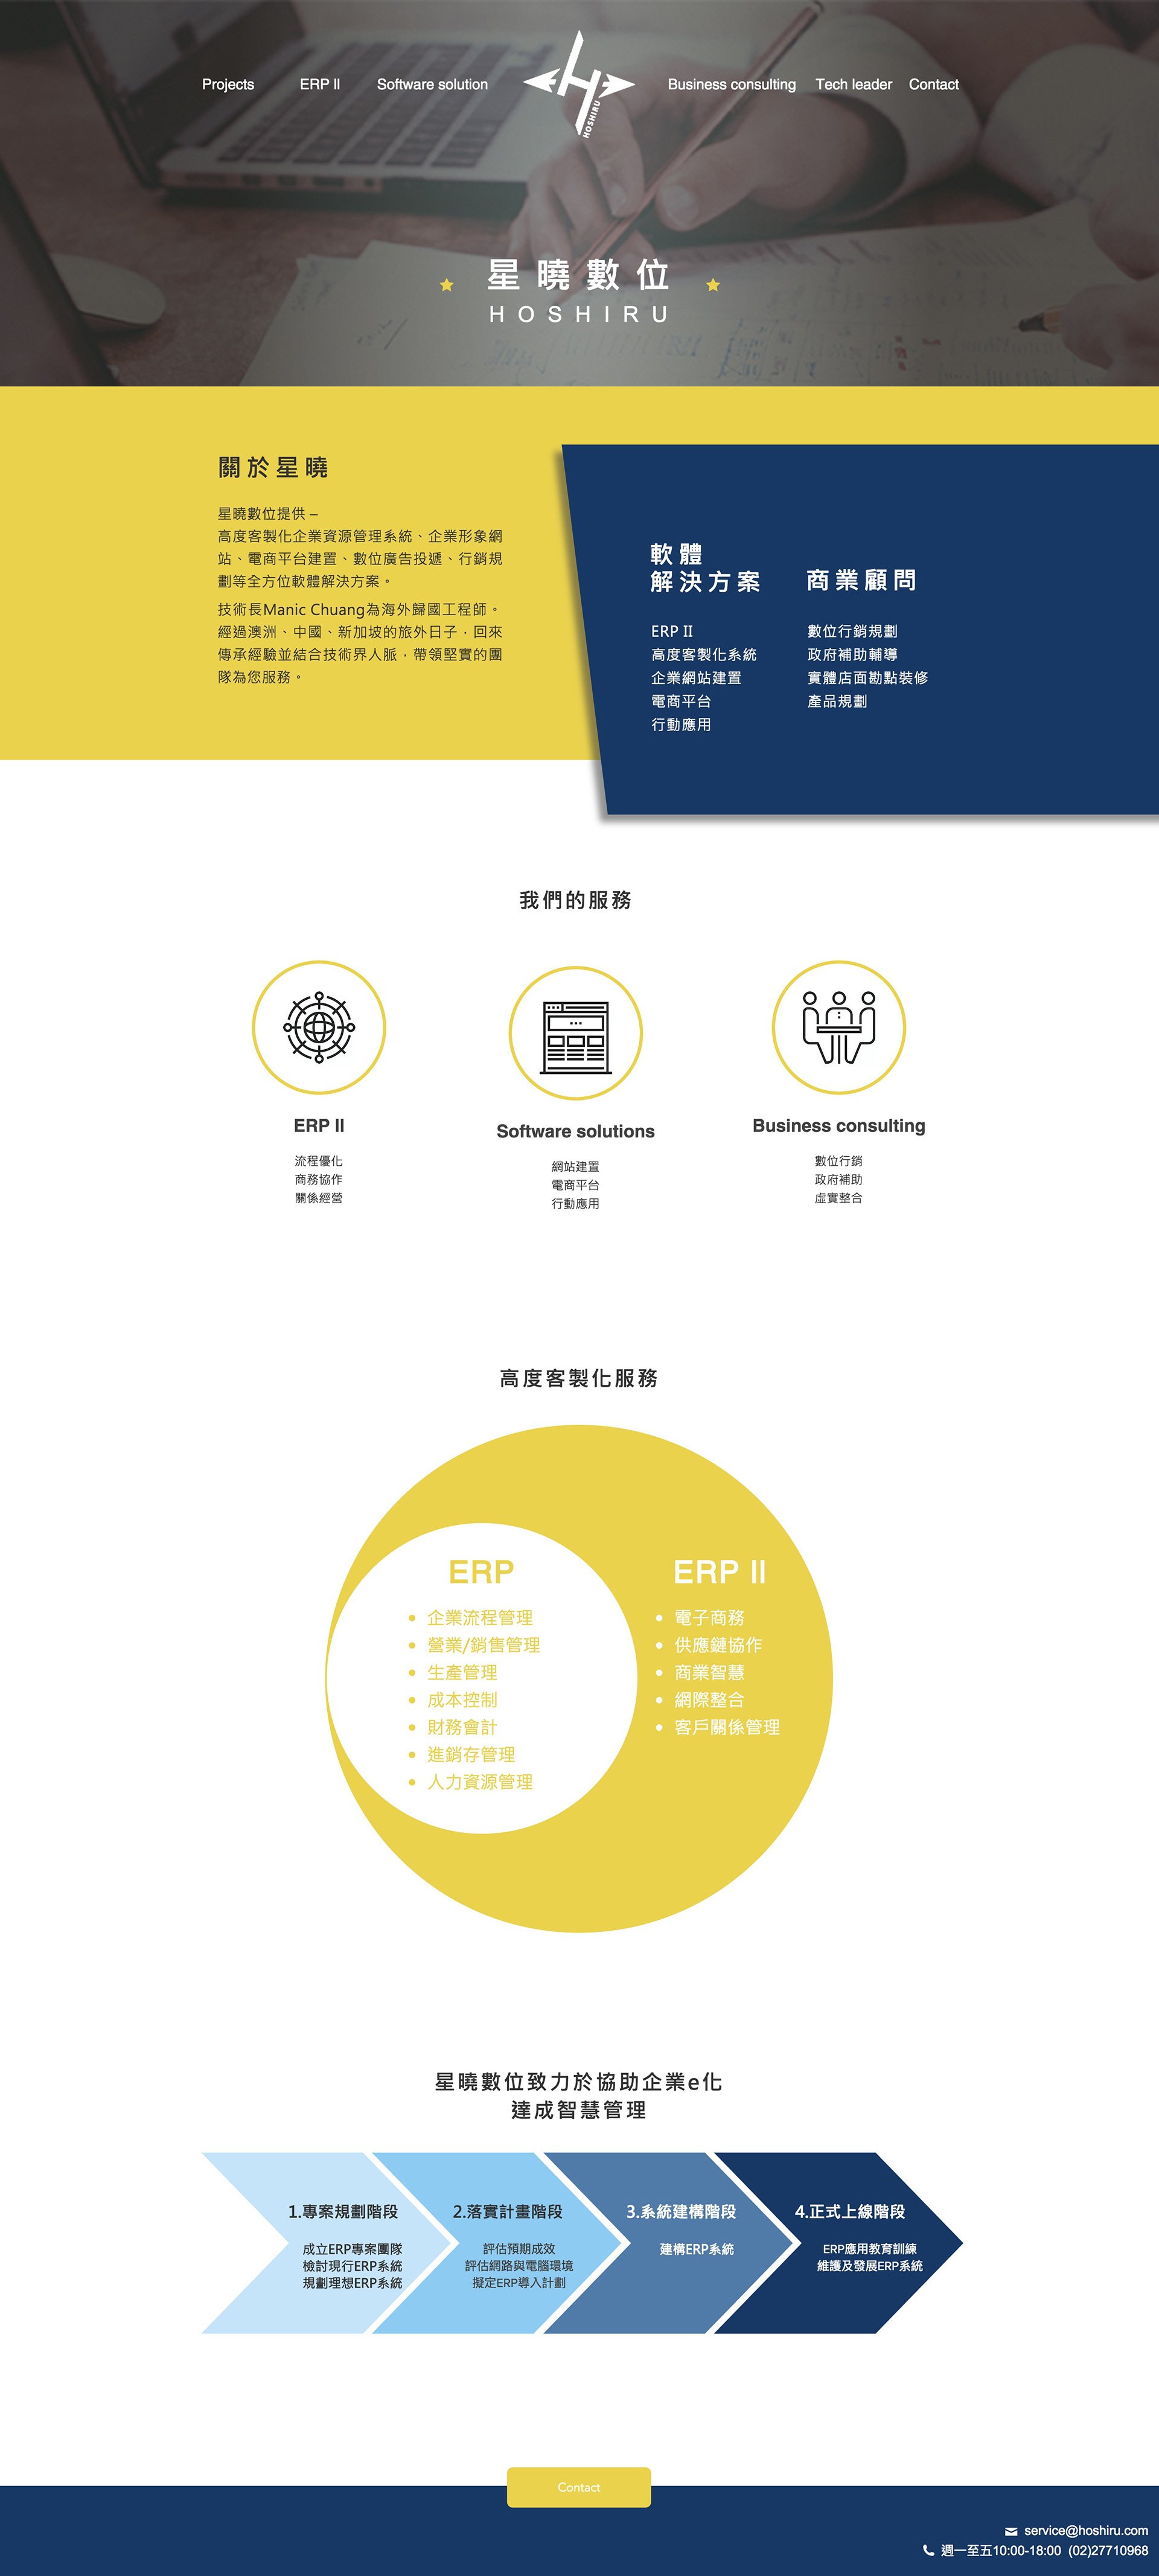 Projects
ERP II
Software solution
HOSHIRU
Business consulting
Tech leader
Contact
星曉數位
HOSHIRU
關於星曉
星曉數位提供 –
高度客製化企業資源管理系統、企業形象網
站、電商平台建置、數位廣告投遞、行銷規
劃等全方位軟體解決方案。
技術長Manic Chuang為海外歸國工程師。
經過澳洲、中國、新加坡的旅外日子，回來
傳承經驗並結合技術界人脈，帶領堅實的團
隊為您服務。
軟體
解決方案
ERP II
高度客製化系統
企業網站建置
電商平台
行動應用
商業顧問
數位行銷規劃
政府補助輔導
實體店面勘點裝修
產品規劃
我們的服務
ERP II
流程優化
商務協作
關係經營
Software solutions
網站建置
電商平台
行動應用
Business consulting
數位行銷
政府補助
虛實整合
高度客製化服務
ERP
• 企業流程管理
• 營業/銷售管理
• 生產管理
• 成本控制
• 財務會計
• 進銷存管理
• 人力資源管理
ERP II
• 電子商務
• 供應鏈協作
• 商業智慧
• 網際整合
• 客戶關係管理
星曉數位致力於協助企業e化
達成智慧管理
1.專案規劃階段
成立ERP專案團隊
檢討現行ERP系統
規劃理想ERP系統
2.落實計畫階段
評估預期成效
評估網路與電腦環境
擬定ERP導入計劃
3.系統建構階段
建構ERP系統
4.正式上線階段
ERP應用教育訓練
維護及發展ERP系統
Contact
service@hoshiru.com
週一至五10:00-18:00 (02)27710968